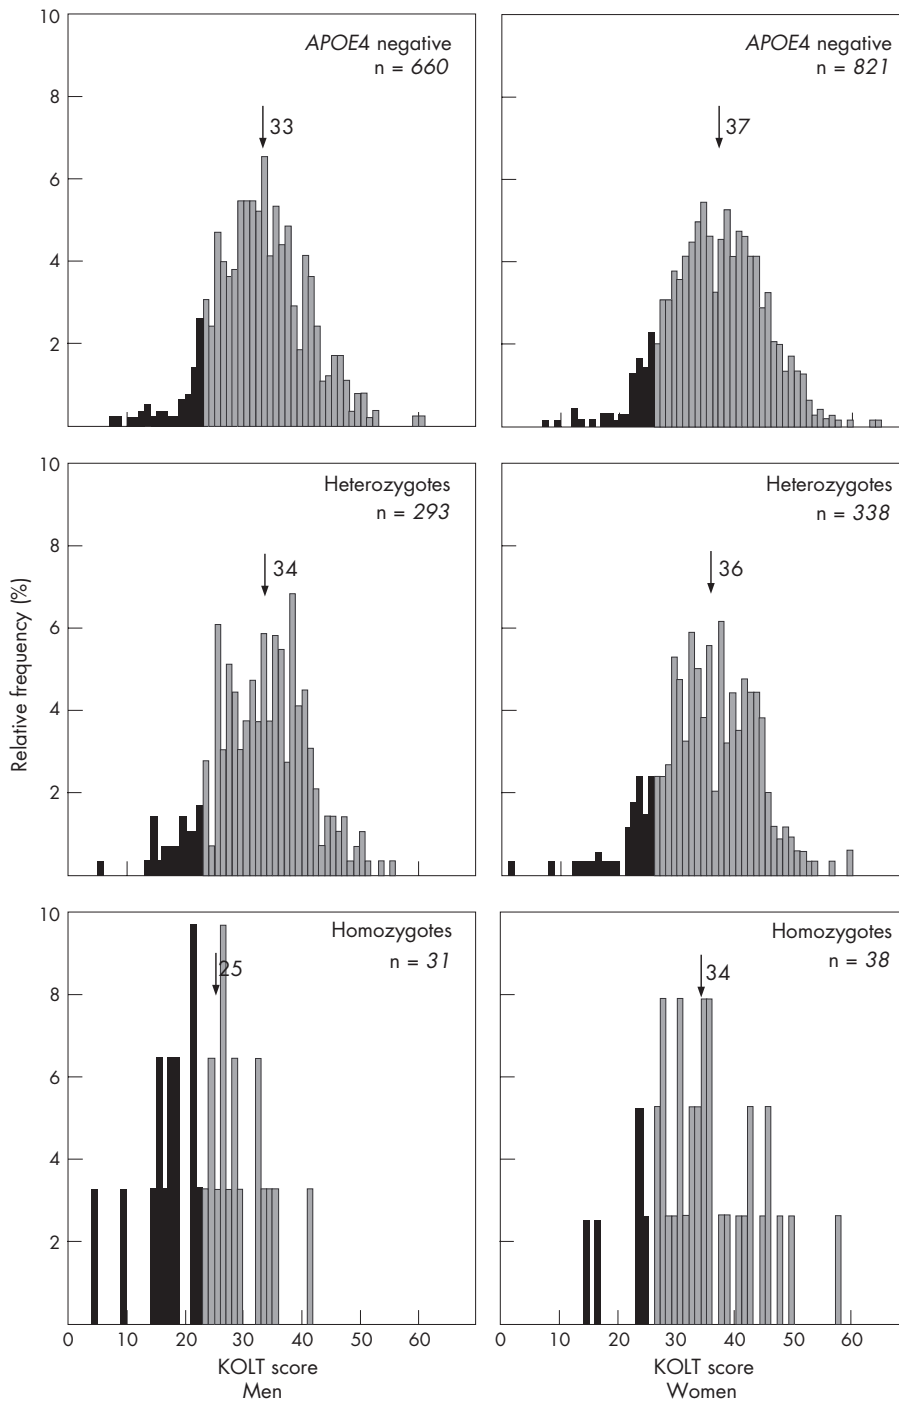 10
8
6
4
2
APOE4 negative
n = 660
33
APOE4 negative
n = 821
37
Relative frequency (%)
10
8
6
4
2
Heterozygotes
n = 293
34
Heterozygotes
n = 338
36
10
8
6
4
2
Homozygotes
n = 31
25
Homozygotes
n = 38
34
0 10 20 30 40 50 60
KOLT score
Men
0 10 20 30 40 50 60
KOLT score
Women